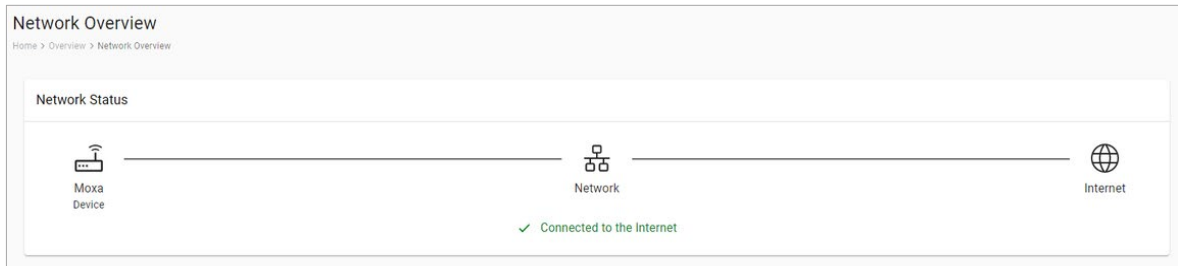 Network Overview
Home > Overview > Network Overview
Network Status
Moxa
Device
Network
Internet
Connected to the Internet